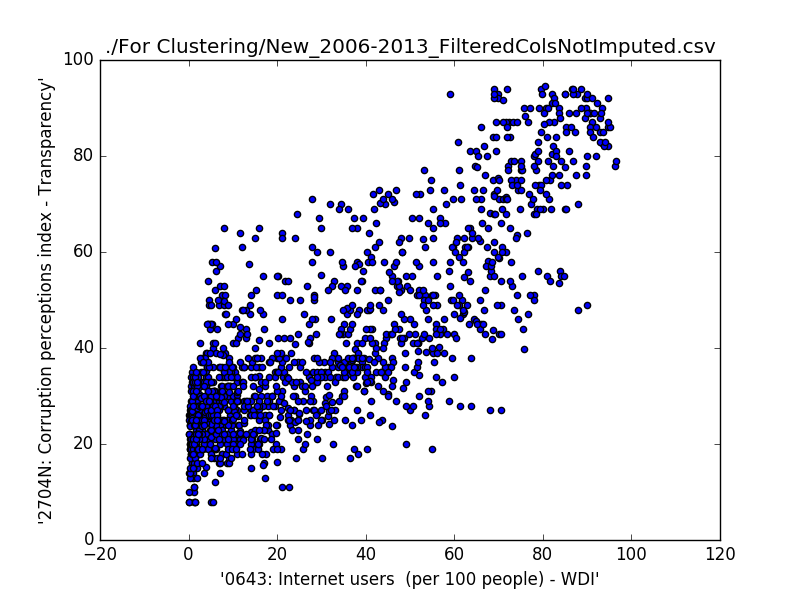 ./For Clustering/New_2006-2013_FilteredColsNotImputed.csv
100
80
60
40
20
0
'2704N: Corruption perceptions index - Transparency'
−20 0 20 40 60 80 100 120
'0643: Internet users  (per 100 people) - WDI'